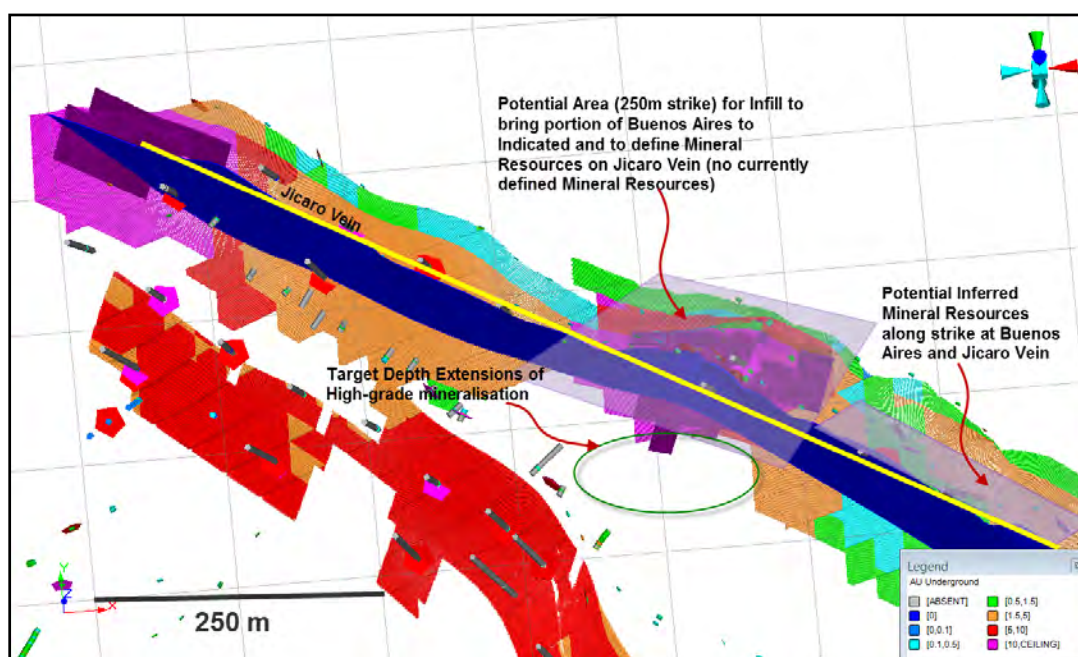 Potential Area (250m strike) for Infill to
bring portion of Buenos Aires to
Indicated and to define Mineral
Resources on Jicaro Vein (no currently
defined Mineral Resources)
Jicaro Vein
Potential Inferred
Mineral Resources
along strike at Buenos
Aires and Jicaro Vein
Target Depth Extensions of
High-grade mineralisation
250 m
Y
Z
X
Legend
AU Underground
[ABSENT]
[0]
[0,0.1]
[0.1,0.5]
[0.5,1.5]
[1.5,5]
[5,10]
[10,CEILING]